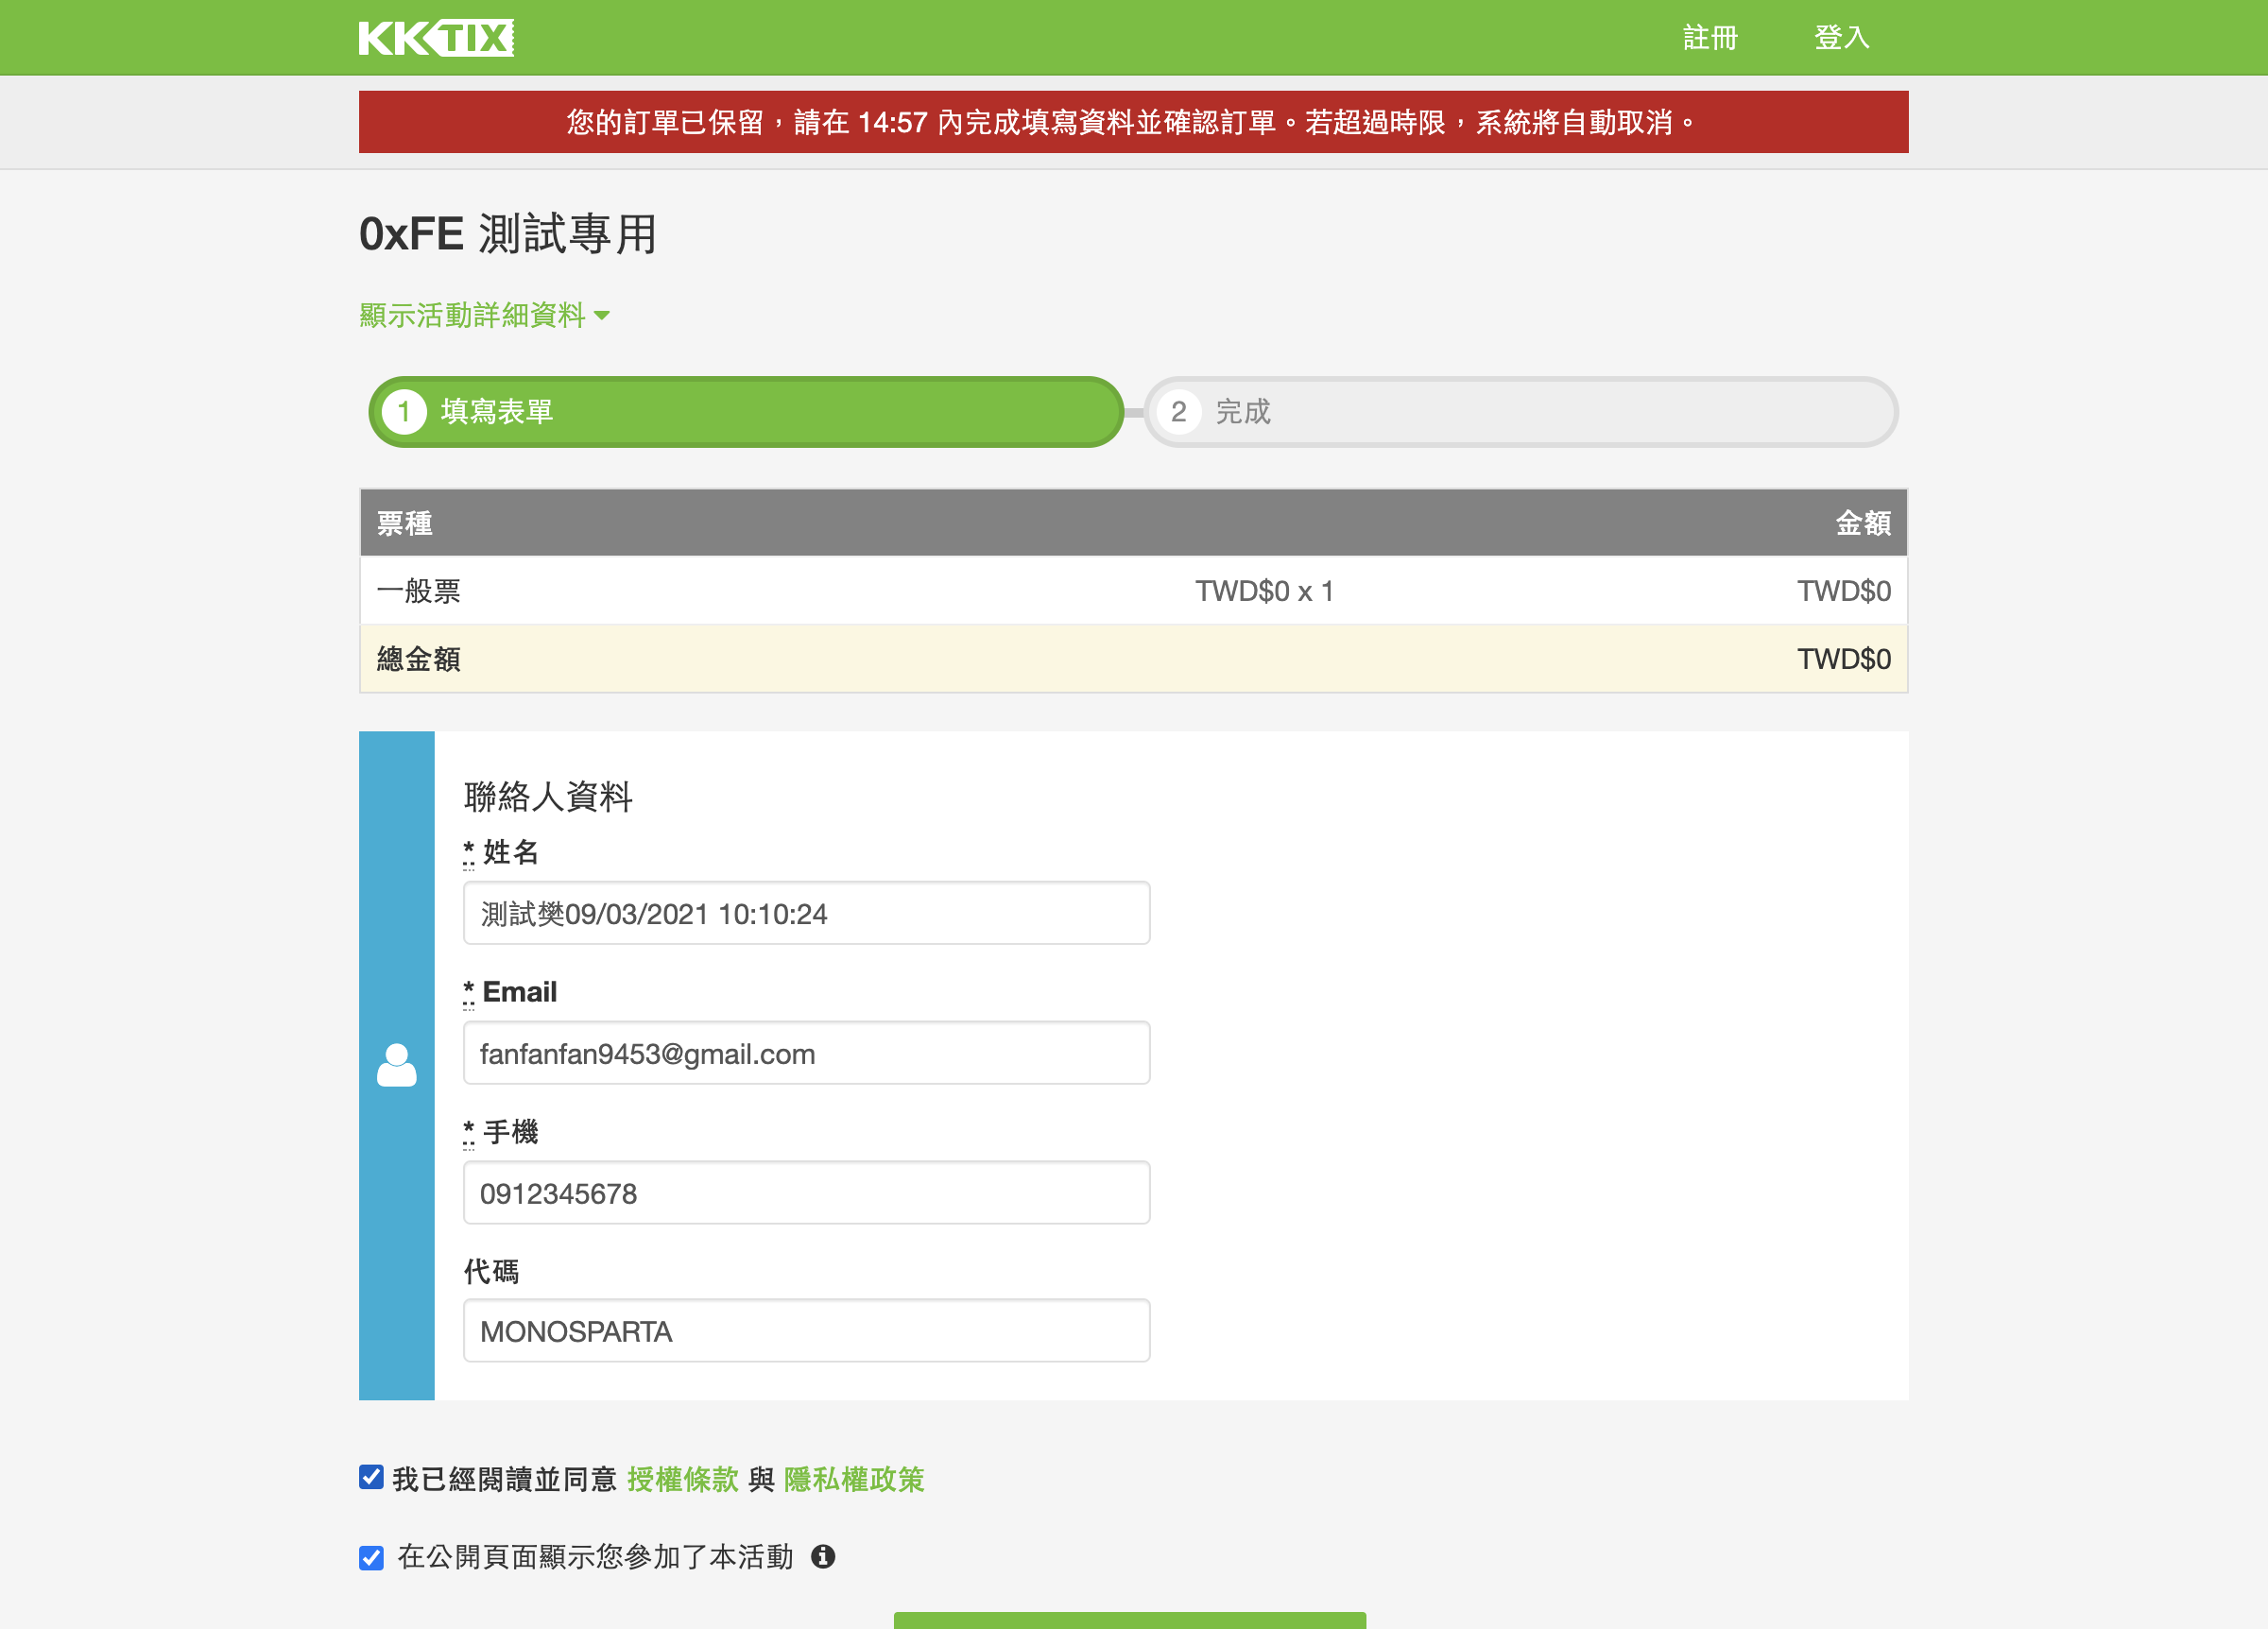 KKTIX
註冊 登入
您的訂單已保留，請在 14:57 內完成填寫資料並確認訂單。若超過時限，系統將自動取消。
0xFE 測試專用
顯示活動詳細資料
1 填寫表單
2 完成
票種 金額
一般票 TWD$0 x 1 TWD$0
總金額 TWD$0
聯絡人資料
* 姓名
測試樊09/03/2021 10:10:24
* Email
fanfanfan9453@gmail.com
* 手機
0912345678
代碼
MONOSPARTA
我已經閱讀並同意 授權條款 與 隱私權政策
在公開頁面顯示您參加了本活動